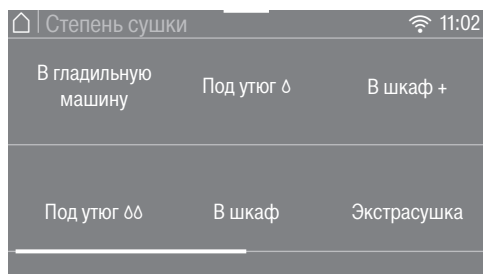 Степень сушки 11:02
В гладильную
машину
Под утюг
В шкаф +
Под утюг
В шкаф
Экстрасушка